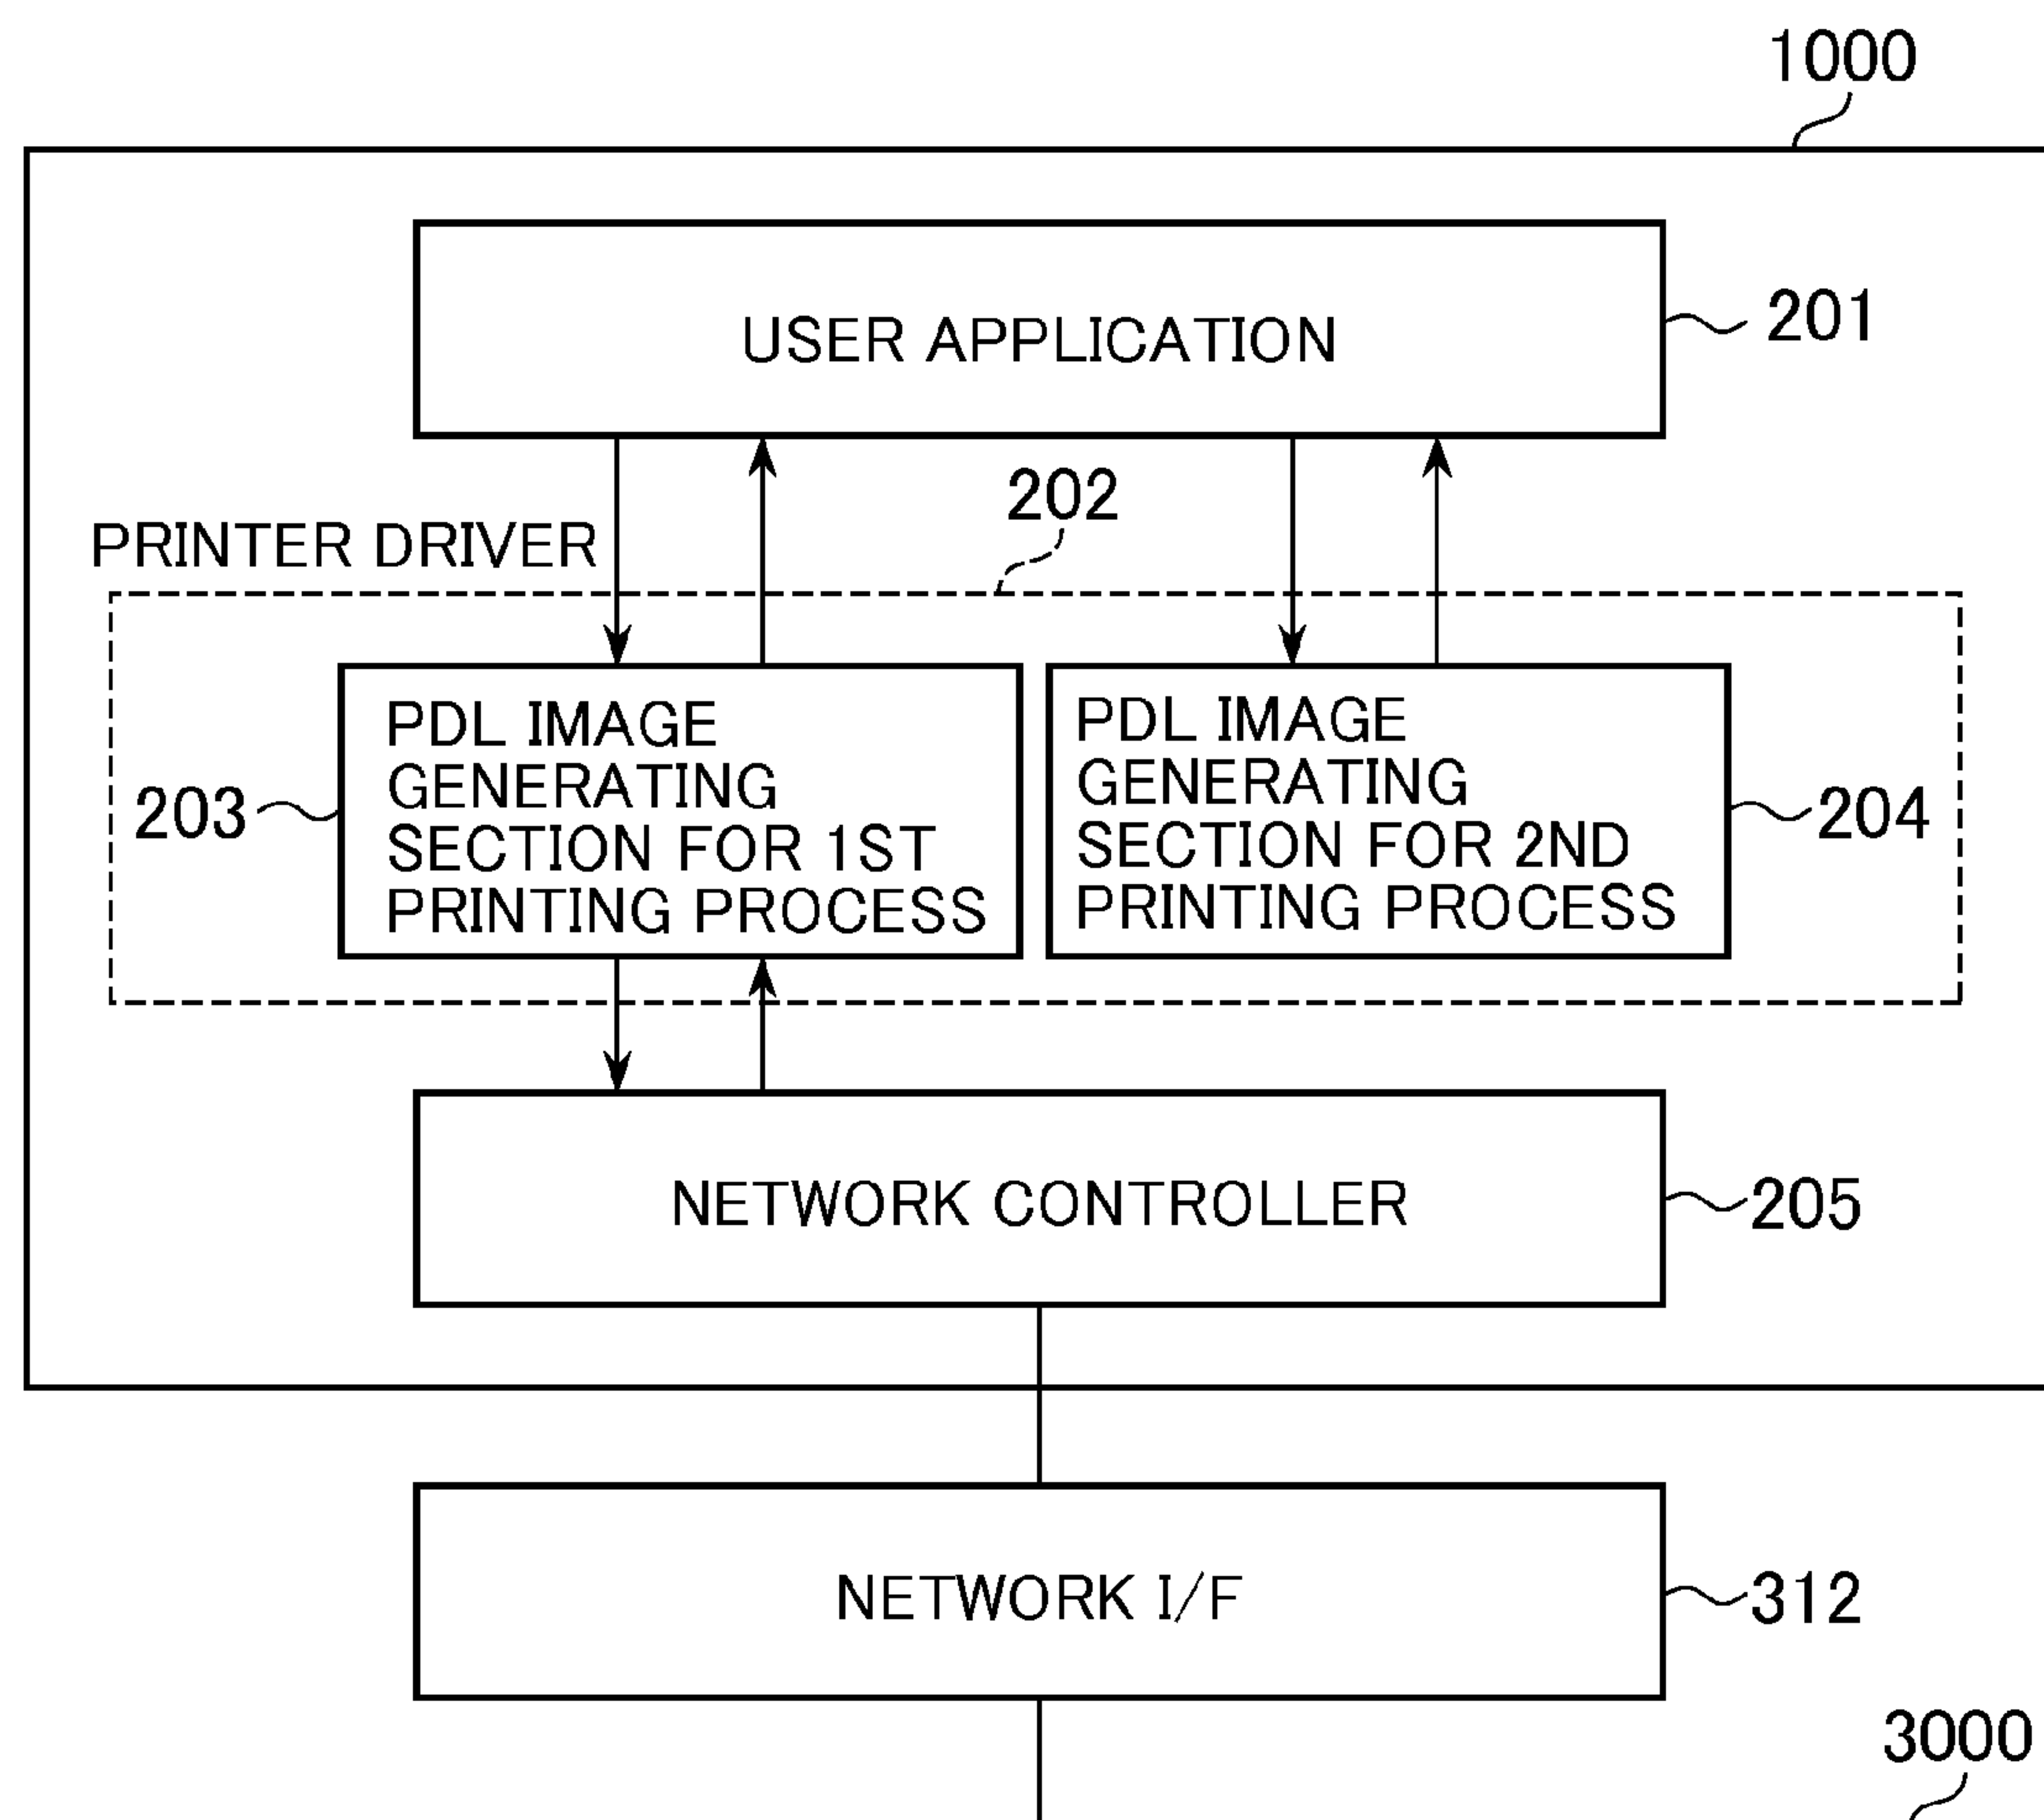 1000
USER APPLICATION
201
202
PRINTER DRIVER
PDL IMAGE
GENERATING
SECTION FOR 1ST
PRINTING PROCESS
203
PDL IMAGE
GENERATING
SECTION FOR 2ND
PRINTING PROCESS
204
NETWORK CONTROLLER
205
NETWORK I/F
312
3000